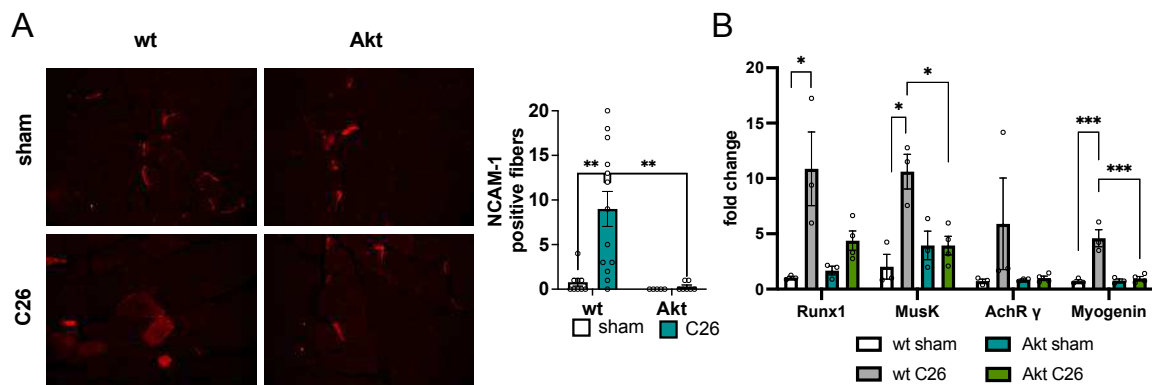 A
wt
Akt
sham
C26
NCAM-1
positive fibers
20
15
10
5
0
**
**
wt
Akt
sham
C26
B
fold change
20
15
10
5
0
*
*
*
***
***
Runx1
MusK
AchR γ
Myogenin
wt sham
Akt sham
wt C26
Akt C26